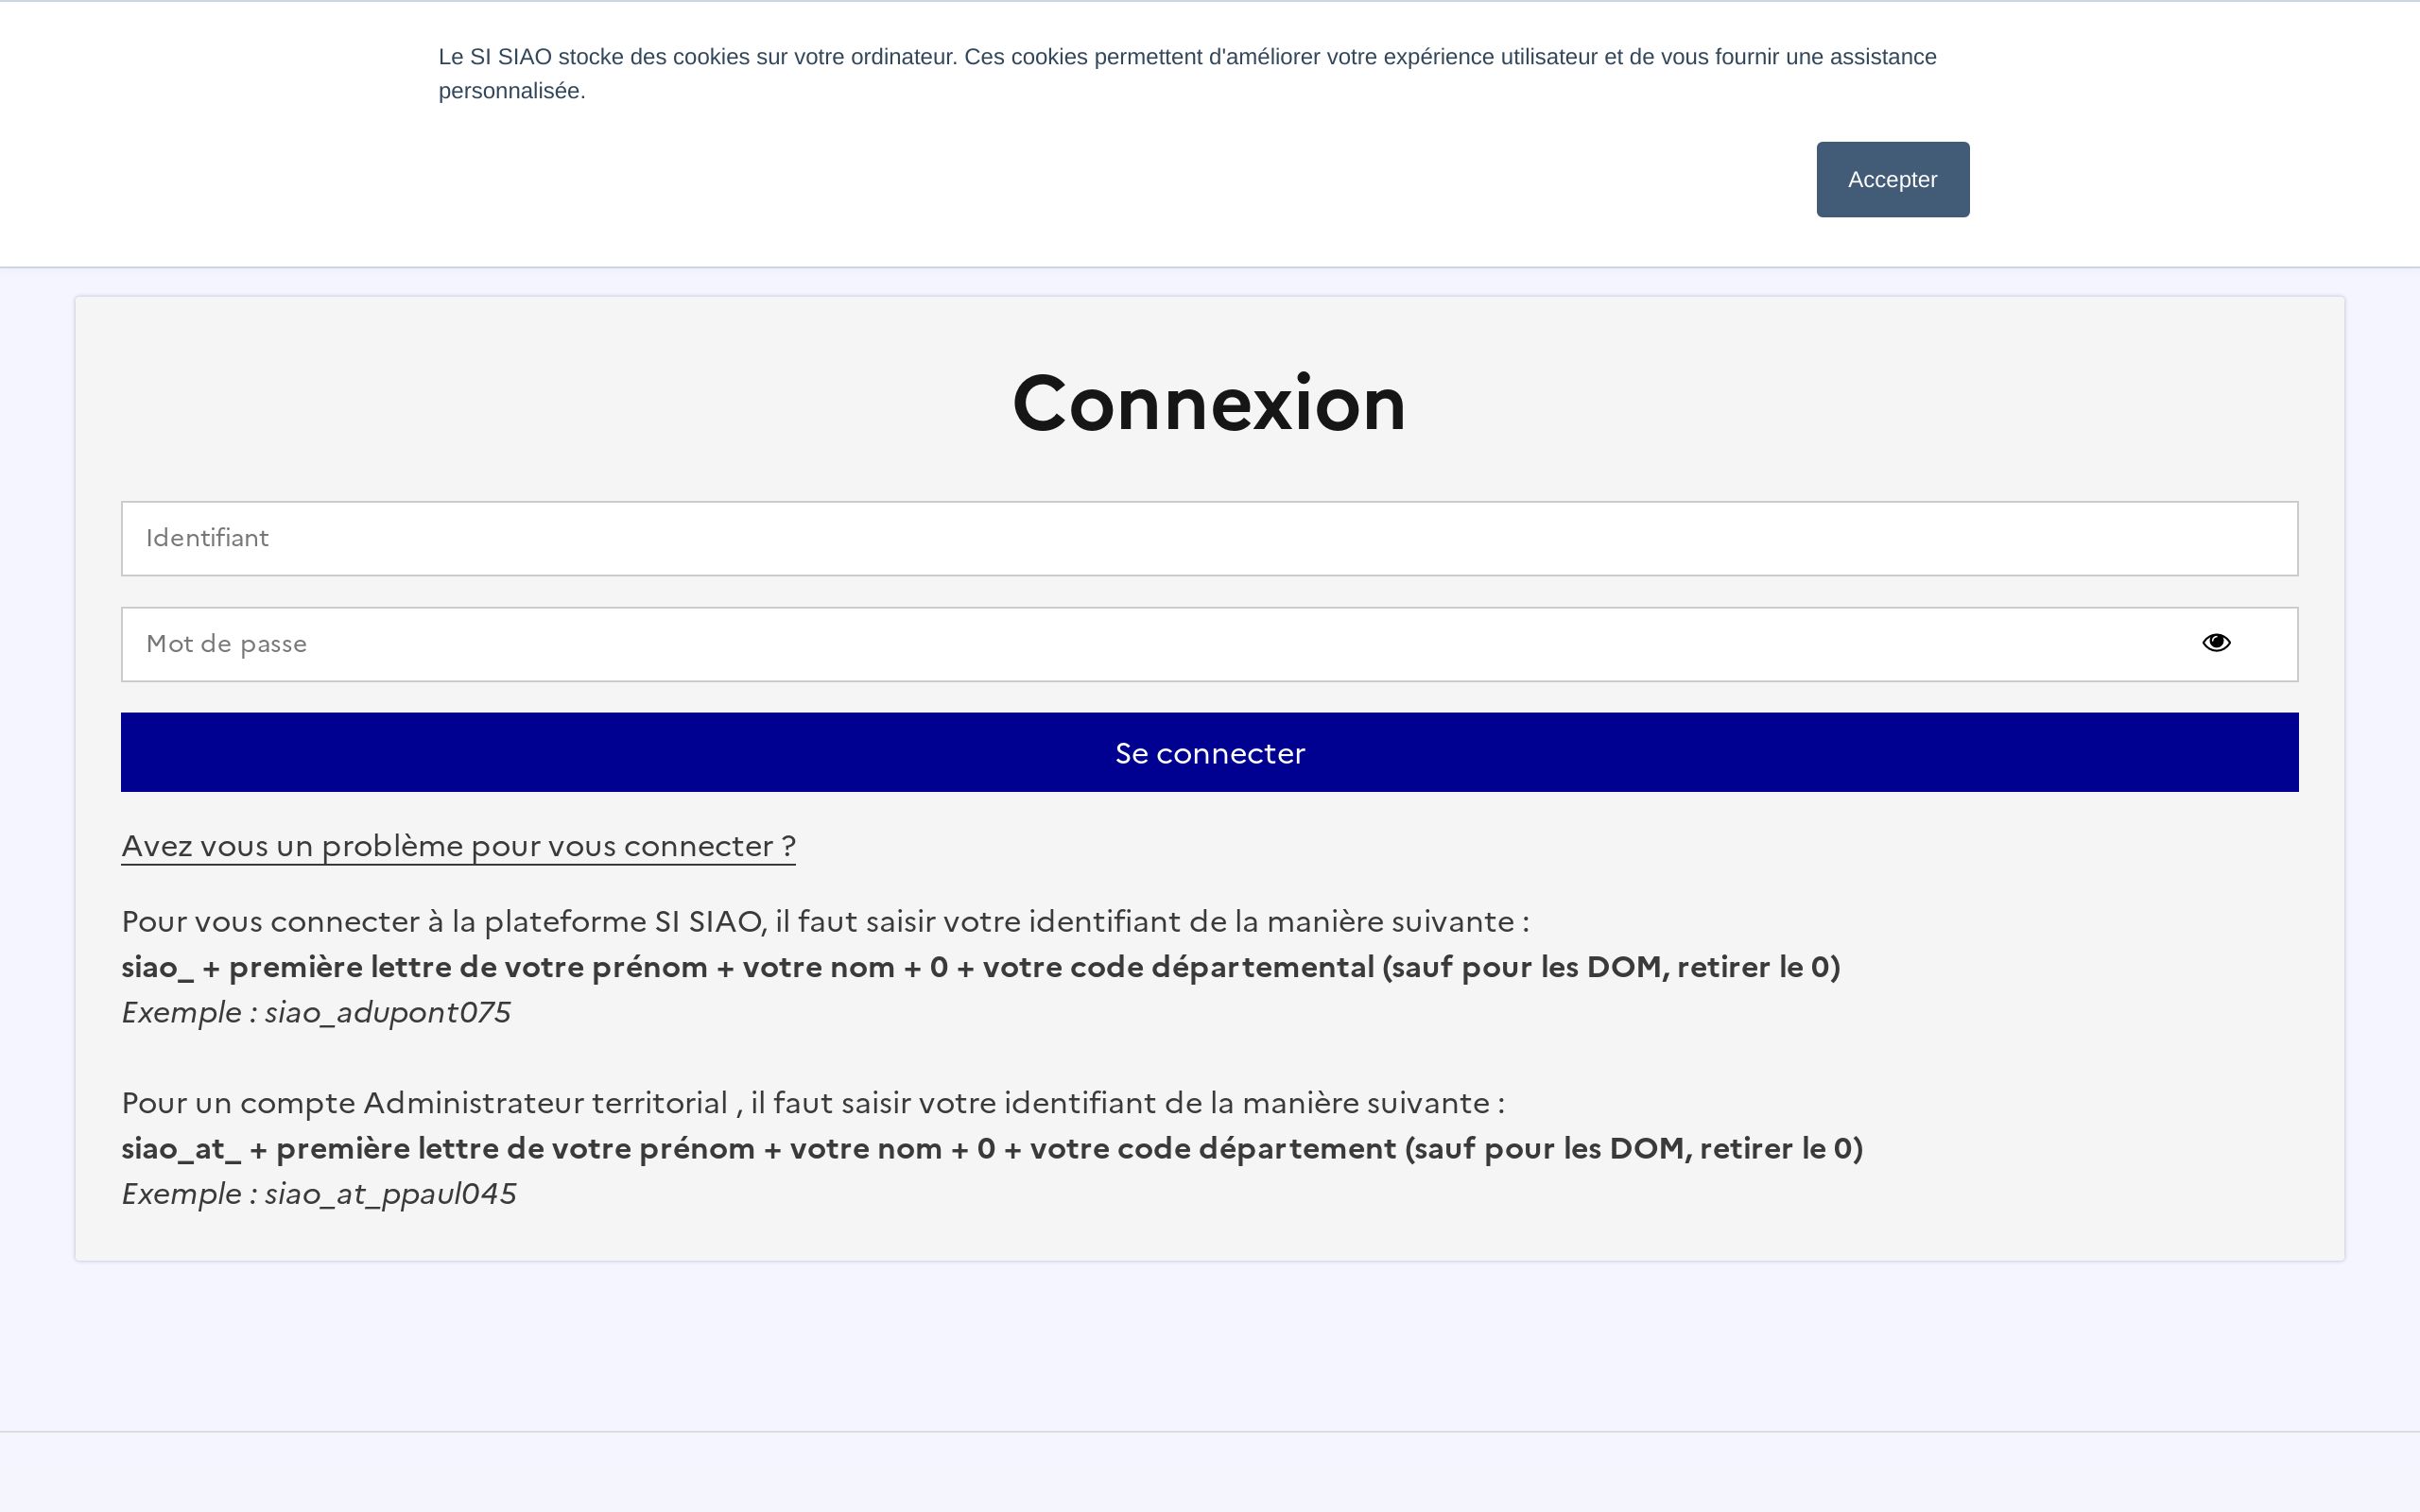 Le SI SIAO stocke des cookies sur votre ordinateur. Ces cookies permettent d'améliorer votre expérience utilisateur et de vous fournir une assistance
personnalisée.
Accepter
Connexion
Identifiant
Mot de passe
Se connecter
Avez vous un problème pour vous connecter ?
Pour vous connecter à la plateforme SI SIAO, il faut saisir votre identifiant de la manière suivante :
siao_ + première lettre de votre prénom + votre nom + 0 + votre code départemental (sauf pour les DOM, retirer le 0)
Exemple : siao_adupont075
Pour un compte Administrateur territorial , il faut saisir votre identifiant de la manière suivante :
siao_at_ + première lettre de votre prénom + votre nom + 0 + votre code département (sauf pour les DOM, retirer le 0)
Exemple : siao_at_ppaul045